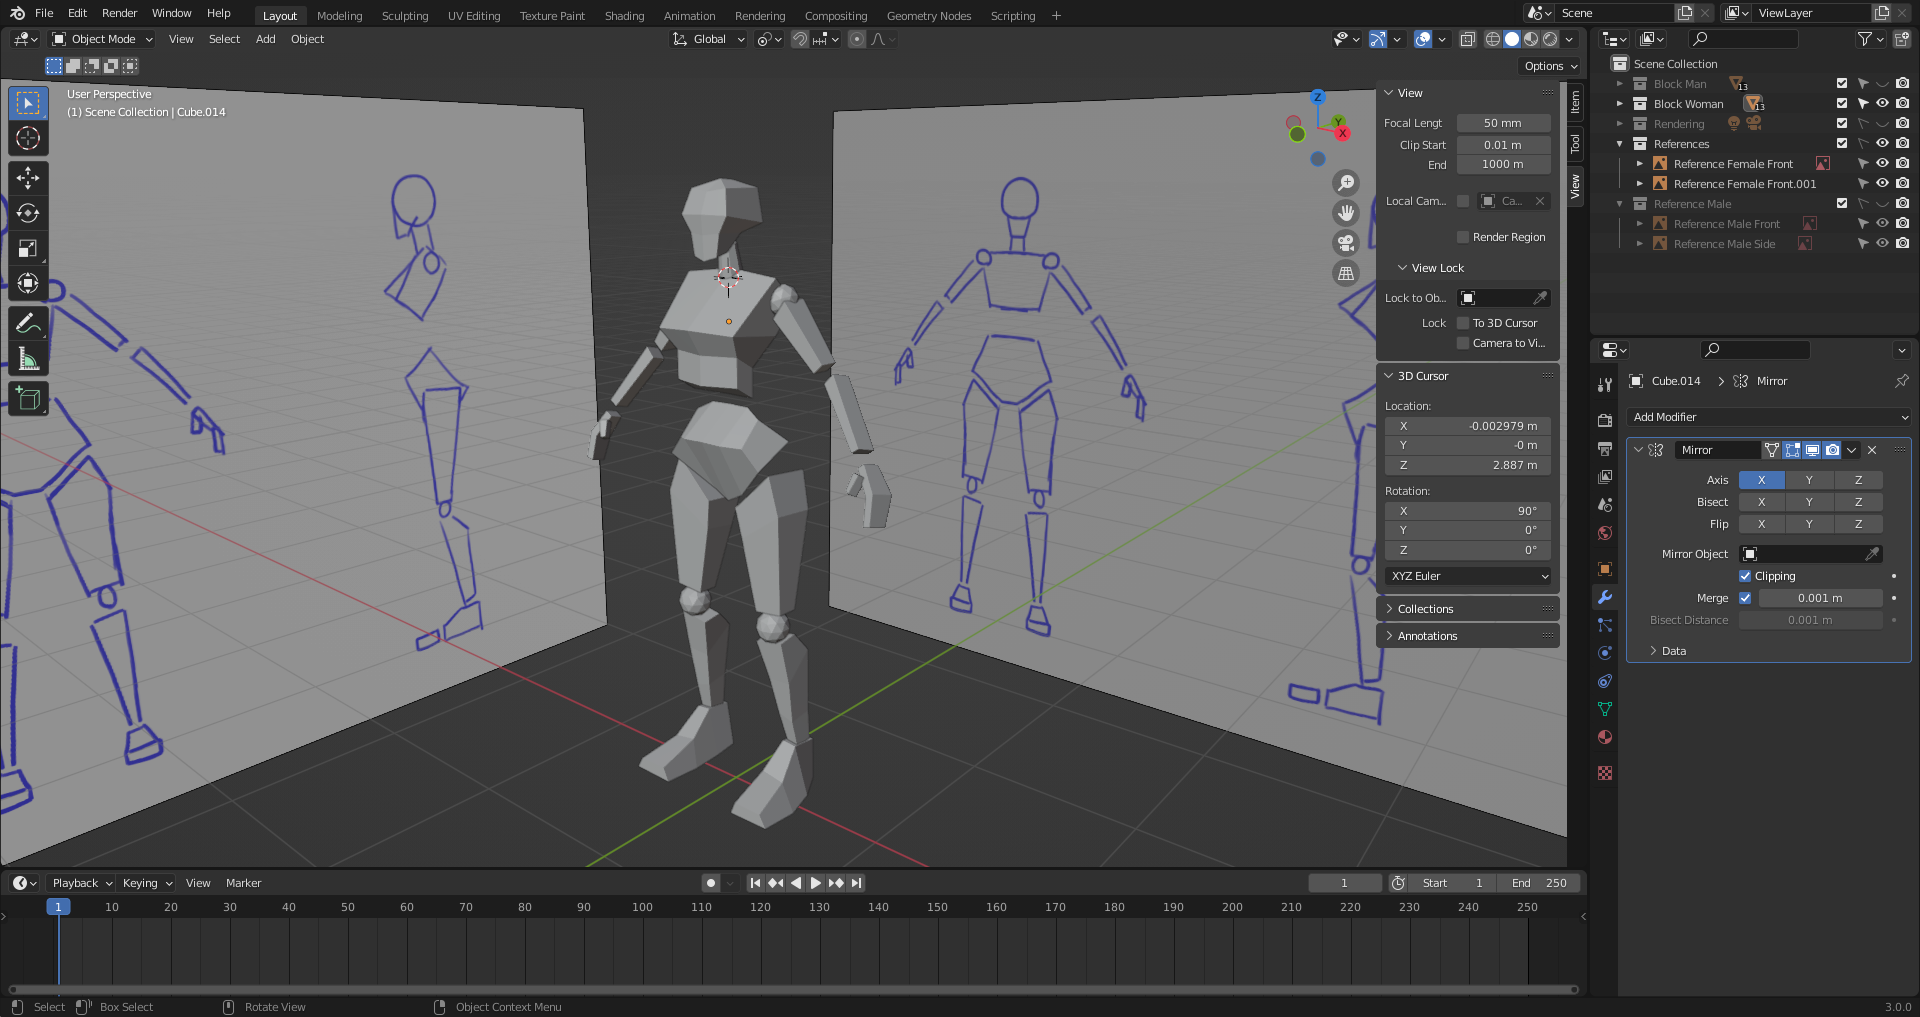 File Edit Render Window Help Layout Modeling Sculpting UV Editing Texture Paint Shading Animation Rendering Compositing Geometry Nodes Scripting + Scene ViewLayer
Object Mode View Select Add Object Global
Options
User Perspective
(1) Scene Collection | Cube.014
Z
Y
X
View
Focal Lengt 50 mm
Clip Start 0.01 m
End 1000 m
Local Cam... Ca...
Render Region
View Lock
Lock to Ob...
Lock To 3D Cursor
Camera to Vi...
3D Cursor
Location:
X -0.002979 m
Y -0 m
Z 2.887 m
Rotation:
X 90°
Y 0°
Z 0°
XYZ Euler
Collections
Annotations
Item
Tool
View
Scene Collection
Block Man 13
Block Woman 13
Rendering
References
Reference Female Front
Reference Female Front.001
Reference Male
Reference Male Front
Reference Male Side
Cube.014 Mirror
Add Modifier
Mirror
Axis X Y Z
Bisect X Y Z
Flip X Y Z
Mirror Object
Clipping
Merge 0.001 m
Bisect Distance 0.001 m
Data
Playback Keying View Marker 1 Start 1 End 250
1 10 20 30 40 50 60 70 80 90 100 110 120 130 140 150 160 170 180 190 200 210 220 230 240 250
Select Box Select Rotate View Object Context Menu 3.0.0